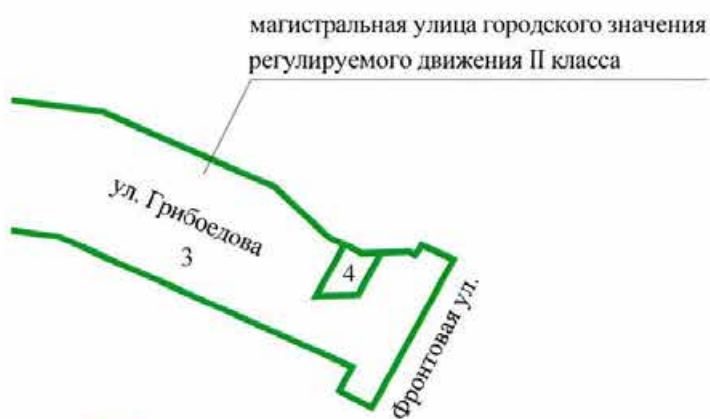 магистральная улица городского значения
регулируемого движения II класса
ул. Грибоедова
3
4
Фронтовая ул.